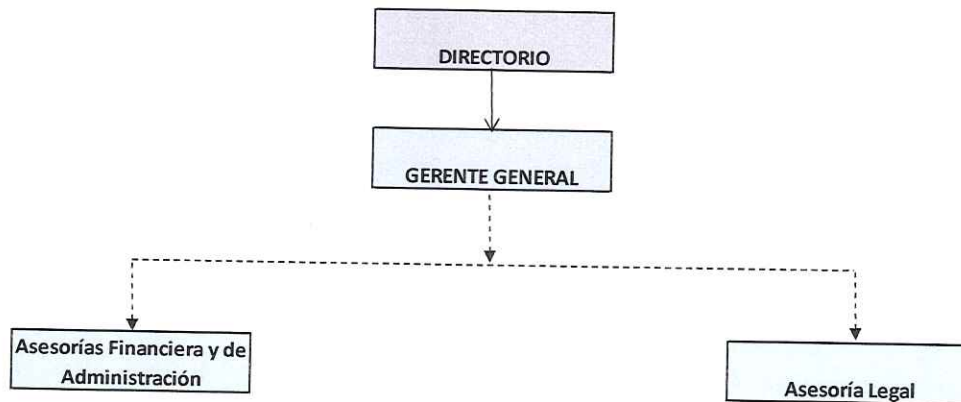 DIRECTORIO
GERENTE GENERAL
Asesorías Financiera y de
Administración
Asesoría Legal